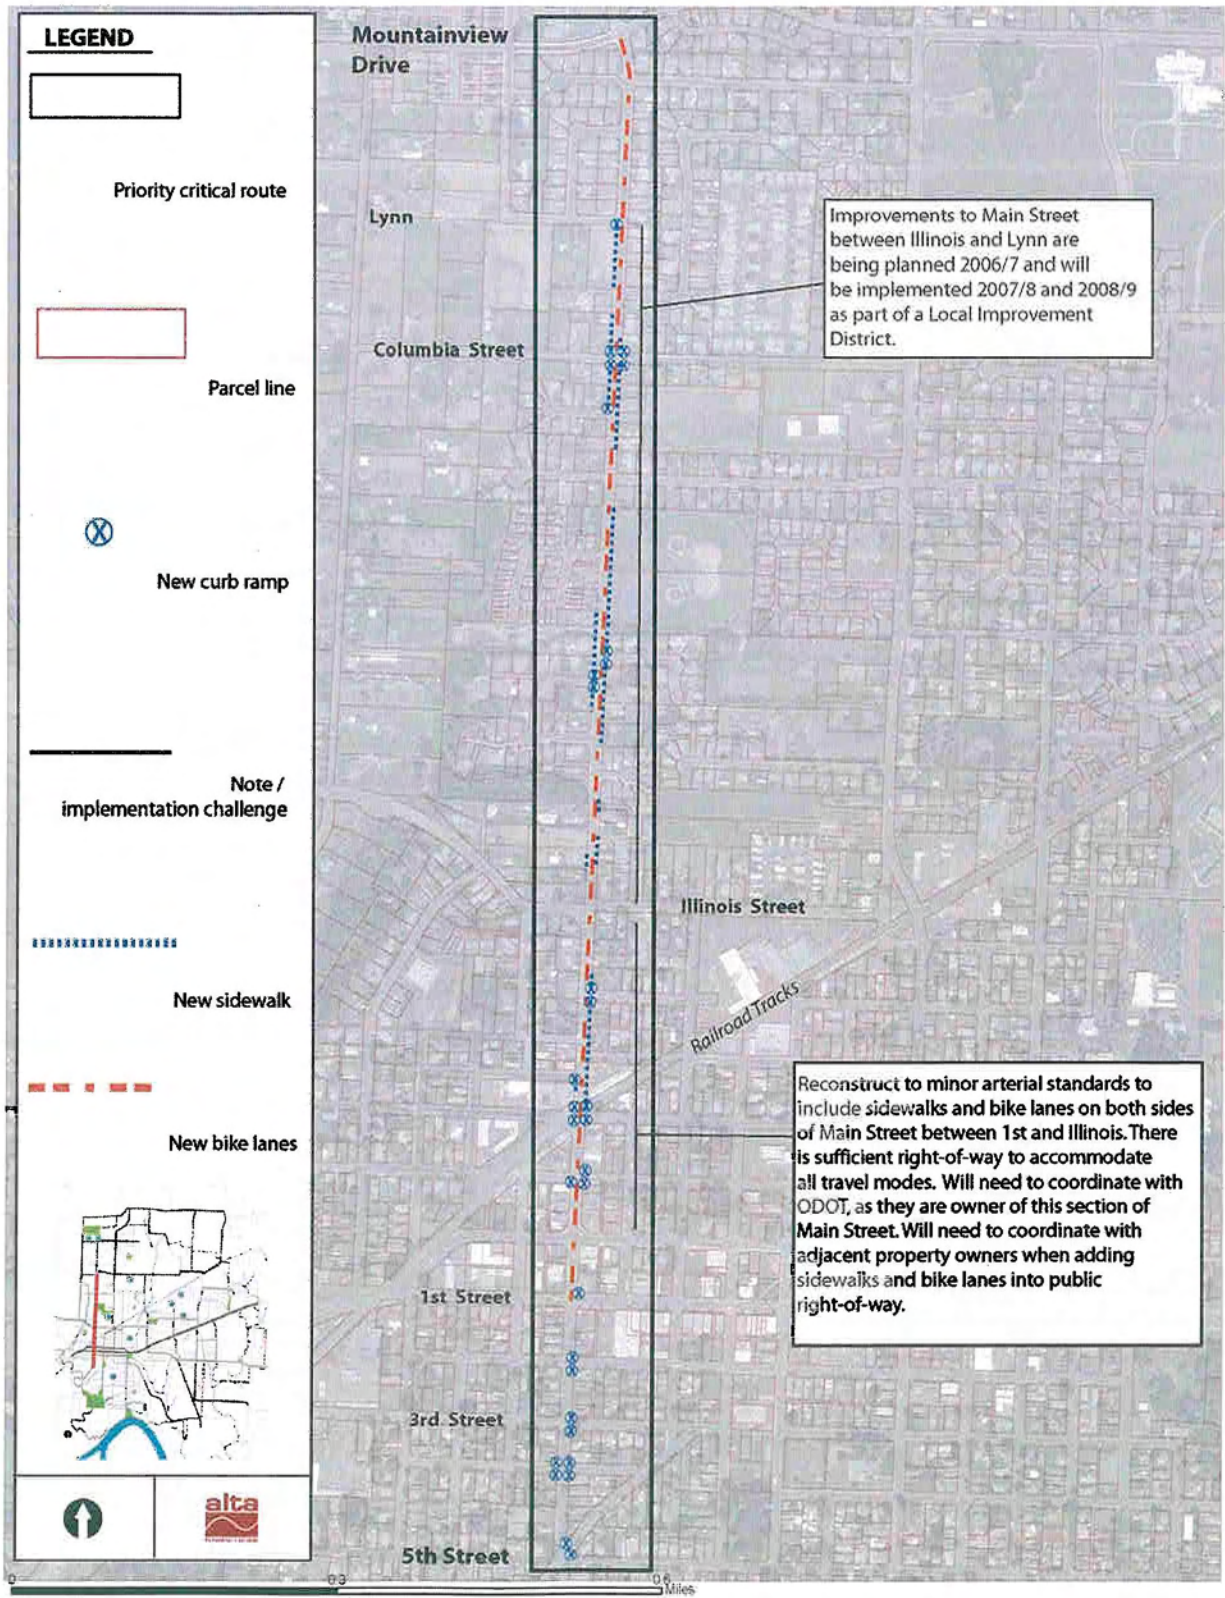 LEGEND
Priority critical route
Parcel line
New curb ramp
Note /
implementation challenge
New sidewalk
New bike lanes
alta
Mountainview
Drive
Lynn
Improvements to Main Street
between Illinois and Lynn are
being planned 2006/7 and will
be implemented 2007/8 and 2008/9
as part of a Local Improvement
District.
Columbia Street
Illinois Street
Railroad Tracks
Reconstruct to minor arterial standards to
include sidewalks and bike lanes on both sides
of Main Street between 1st and Illinois. There
is sufficient right-of-way to accommodate
all travel modes. Will need to coordinate with
ODOT, as they are owner of this section of
Main Street. Will need to coordinate with
adjacent property owners when adding
sidewalks and bike lanes into public
right-of-way.
1st Street
3rd Street
5th Street
0 0.3 0.6
Miles